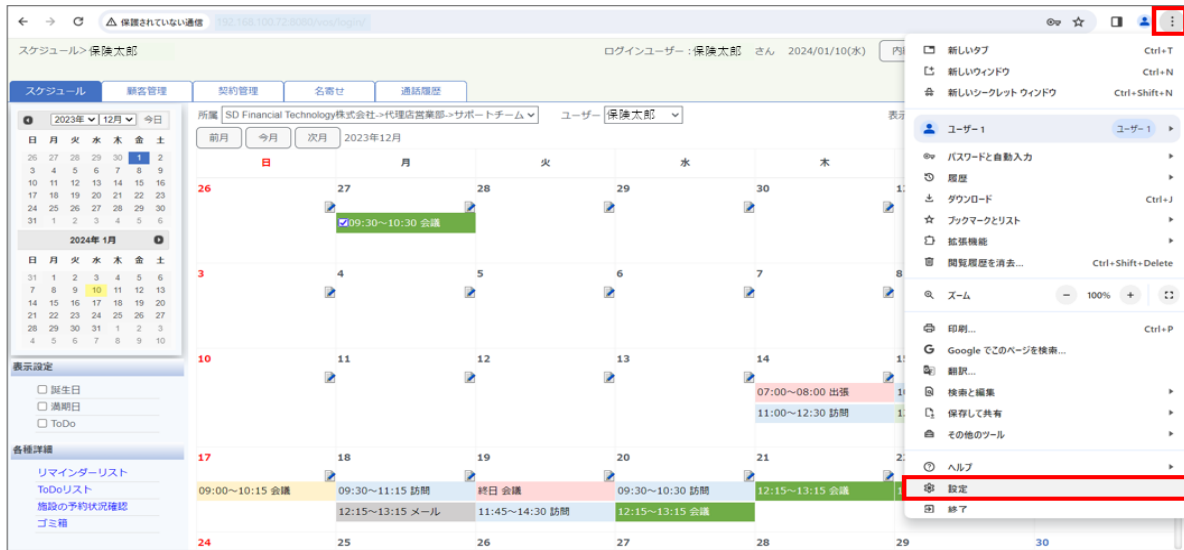 保護されていない通信 192.168.100.72:8080/vos/login/
スケジュール>保険太郎 ログインユーザー:保険太郎 さん 2024/01/10(水)
スケジュール 顧客管理 契約管理 名寄せ 通話履歴
所属 SD Financial Technology株式会社->代理店営業部->サポートチーム ユーザー 保険太郎 表示
前月 今月 次月 2023年12月
2023年 12月 今日
日 月 火 水 木 金 土
26 27 28 29 30 1 2
3 4 5 6 7 8 9
10 11 12 13 14 15 16
17 18 19 20 21 22 23
24 25 26 27 28 29 30
31 1 2 3 4 5 6
2024年 1月
日 月 火 水 木 金 土
31 1 2 3 4 5 6
7 8 9 10 11 12 13
14 15 16 17 18 19 20
21 22 23 24 25 26 27
28 29 30 31 1 2 3
4 5 6 7 8 9 10
表示設定
誕生日
満期日
ToDo
各種詳細
リマインダーリスト
ToDoリスト
施設の予約状況確認
ゴミ箱
日 月 火 水 木
26 27 28 29 30
09:30～10:30 会議
3 4 5 6 7 8
10 11 12 13 14
07:00～08:00 出張
11:00～12:30 訪問
17 18 19 20 21
09:00～10:15 会議 09:30～11:15 訪問 終日 会議 09:30～10:30 訪問 12:15～13:15 会議
12:15～13:15 メール 11:45～14:30 訪問 12:15～13:15 会議
24 25 26 27 28 29 30
新しいタブ Ctrl+T
新しいウィンドウ Ctrl+N
新しいシークレット ウィンドウ Ctrl+Shift+N
ユーザー 1 ユーザー 1
パスワードと自動入力
履歴
ダウンロード Ctrl+J
ブックマークとリスト
拡張機能
閲覧履歴を消去... Ctrl+Shift+Delete
ズーム － 100% ＋
印刷... Ctrl+P
Google でこのページを検索...
翻訳...
検索と編集
保存して共有
その他のツール
ヘルプ
設定
終了